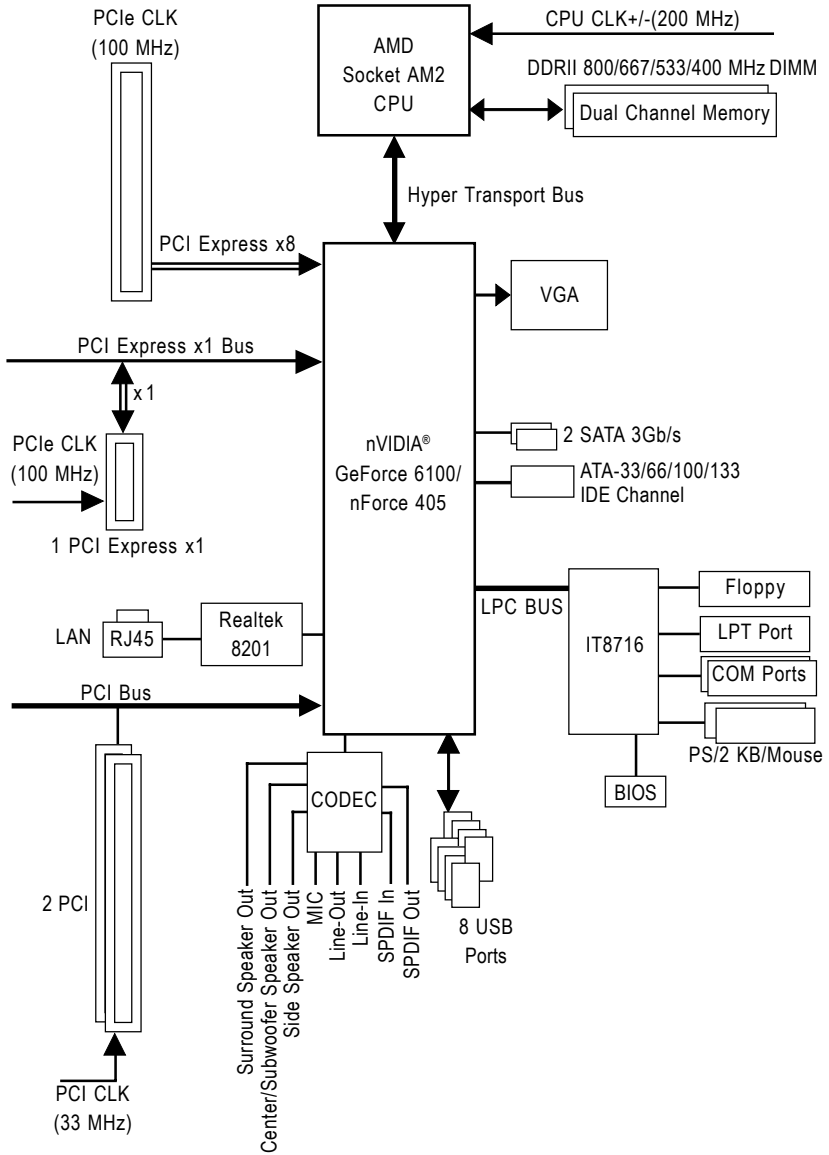 PCIe CLK
(100 MHz)
AMD
Socket AM2
CPU
CPU CLK+/-(200 MHz)
DDRII 800/667/533/400 MHz DIMM
Dual Channel Memory
Hyper Transport Bus
PCI Express x8
VGA
PCI Express x1 Bus
x 1
PCIe CLK
(100 MHz)
1 PCI Express x1
nVIDIA®
GeForce 6100/
nForce 405
2 SATA 3Gb/s
ATA-33/66/100/133
IDE Channel
LPC BUS
IT8716
Floppy
LPT Port
COM Ports
PS/2 KB/Mouse
BIOS
LAN
RJ45
Realtek
8201
PCI Bus
2 PCI
PCI CLK
(33 MHz)
CODEC
Surround Speaker Out
Center/Subwoofer Speaker Out
Side Speaker Out
MIC
Line-Out
Line-In
SPDIF In
SPDIF Out
8 USB
Ports